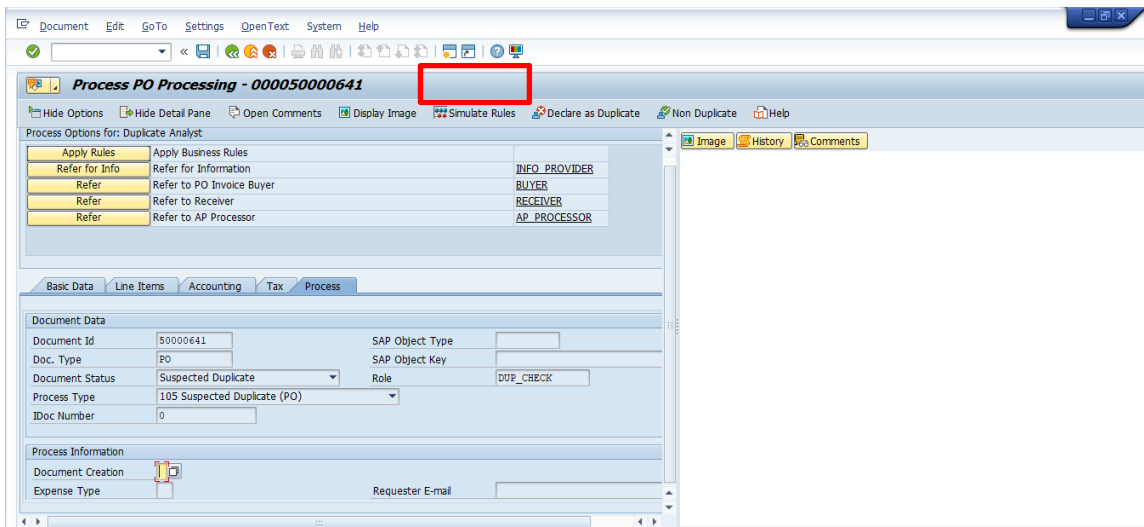 Document Edit GoTo Settings OpenText System Help
Process PO Processing - 000050000641
Hide Options Hide Detail Pane Open Comments Display Image Simulate Rules Declare as Duplicate Non Duplicate Help
Process Options for: Duplicate Analyst
Apply Rules Apply Business Rules
Refer for Info Refer for Information INFO_PROVIDER
Refer Refer to PO Invoice Buyer BUYER
Refer Refer to Receiver RECEIVER
Refer Refer to AP Processor AP_PROCESSOR
Image History Comments
Basic Data Line Items Accounting Tax Process
Document Data
Document Id 50000641 SAP Object Type
Doc. Type PO SAP Object Key
Document Status Suspected Duplicate Role DUP_CHECK
Process Type 105 Suspected Duplicate (PO)
IDoc Number 0
Process Information
Document Creation
Expense Type Requester E-mail